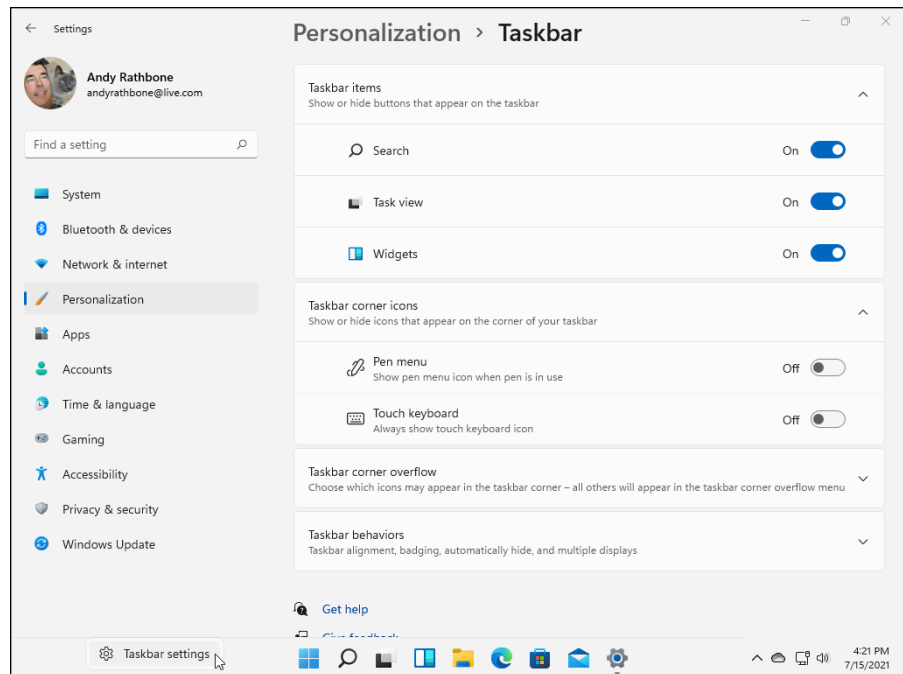 Settings
Andy Rathbone
andyrathbone@live.com
Find a setting
System
Bluetooth & devices
Network & internet
Personalization
Apps
Accounts
Time & language
Gaming
Accessibility
Privacy & security
Windows Update
Personalization > Taskbar
Taskbar items
Show or hide buttons that appear on the taskbar
Search On
Task view On
Widgets On
Taskbar corner icons
Show or hide icons that appear on the corner of your taskbar
Pen menu
Show pen menu icon when pen is in use
Off
Touch keyboard
Always show touch keyboard icon
Off
Taskbar corner overflow
Choose which icons may appear in the taskbar corner – all others will appear in the taskbar corner overflow menu
Taskbar behaviors
Taskbar alignment, badging, automatically hide, and multiple displays
Get help
Give feedback
Taskbar settings
4:21 PM
7/15/2021